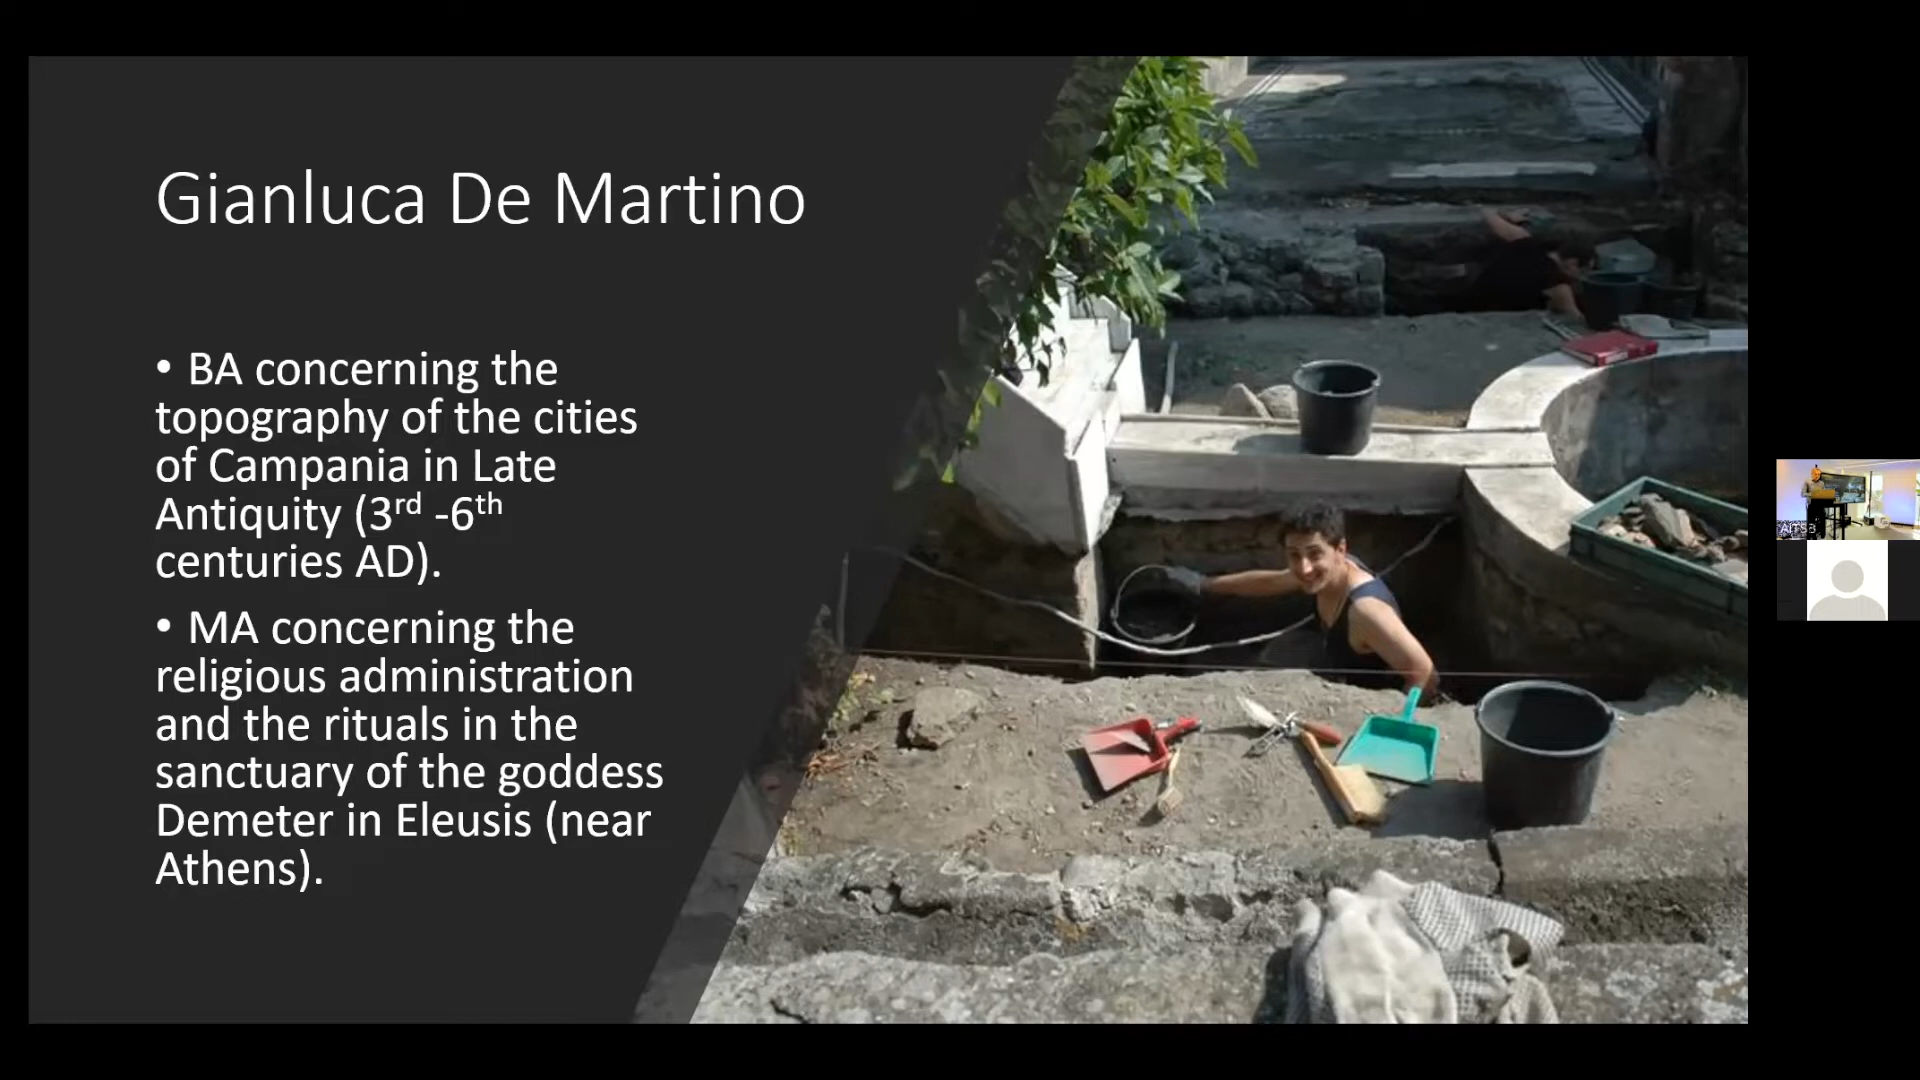 Gianluca De Martino
• BA concerning the
topography of the cities
of Campania in Late
Antiquity (3rd -6th
centuries AD).
• MA concerning the
religious administration
and the rituals in the
sanctuary of the goddess
Demeter in Eleusis (near
Athens).